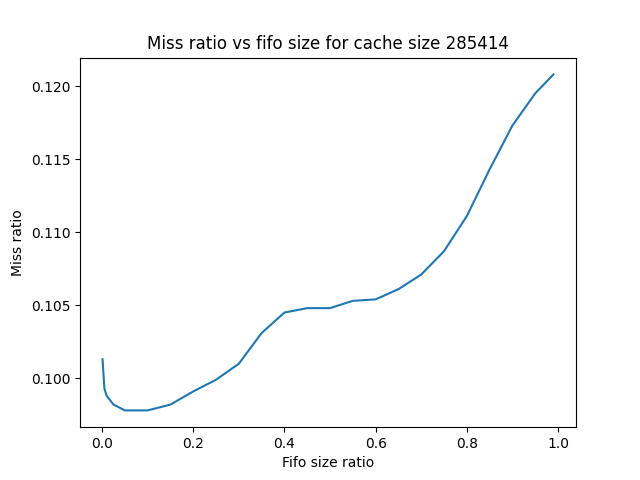 Miss ratio vs fifo size for cache size 285414
0.120
0.115
0.110
0.105
0.100
Miss ratio
0.0 0.2 0.4 0.6 0.8 1.0
Fifo size ratio